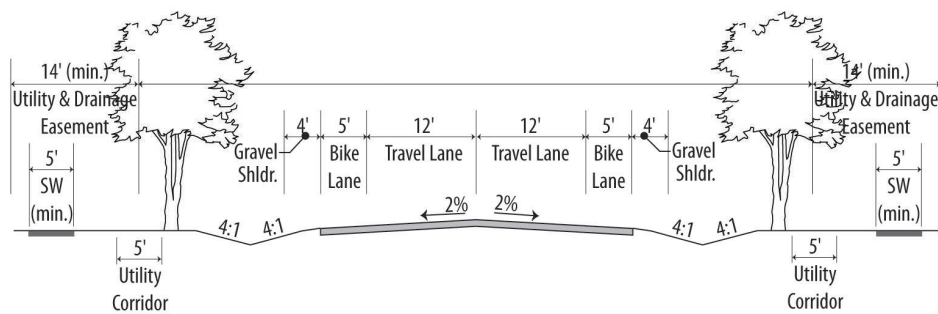 14' (min.)
Utility & Drainage
Easement
5'
SW
(min.)
4'
Gravel
Shldr.
5'
Bike
Lane
12'
Travel Lane
12'
Travel Lane
5'
Bike
Lane
4'
Gravel
Shldr.
14' (min.)
Utility & Drainage
Easement
5'
SW
(min.)
2%
2%
4:1
4:1
4:1
4:1
5'
Utility
Corridor
5'
Utility
Corridor